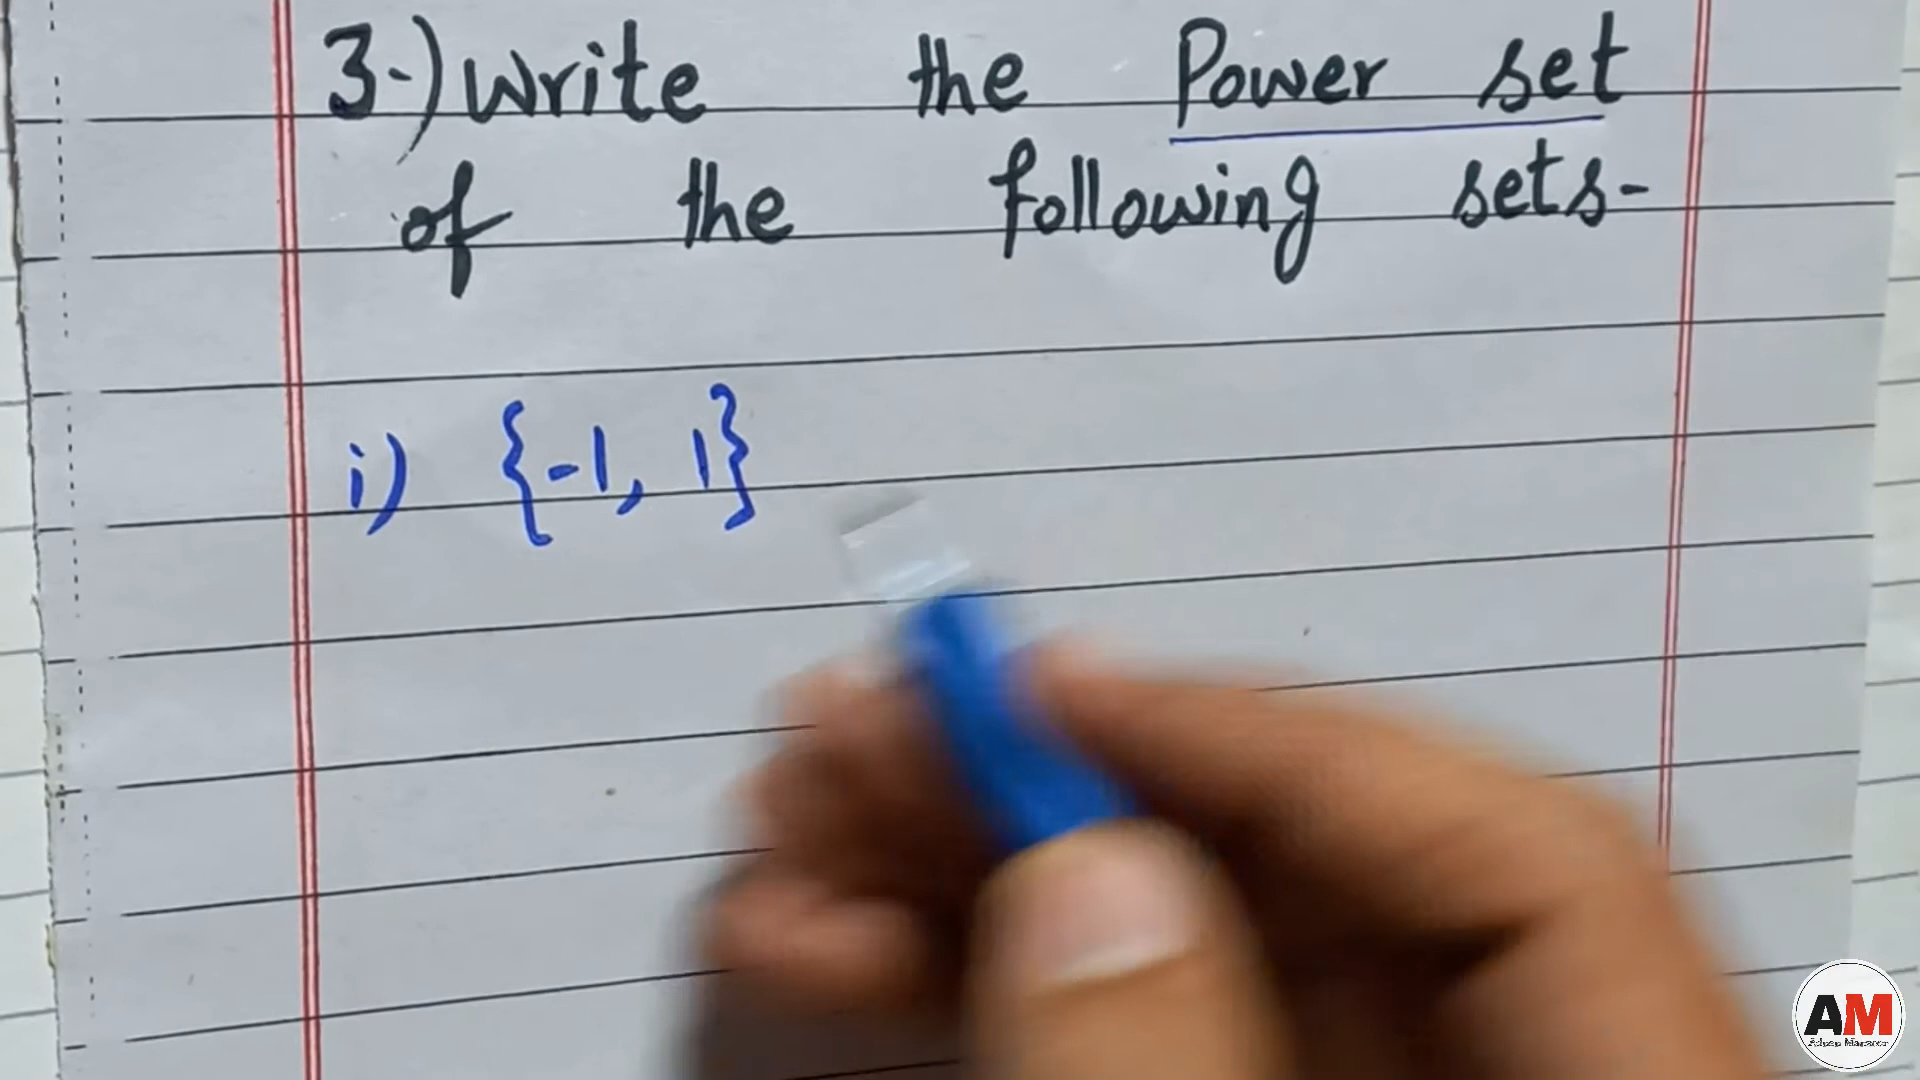 3.) Write the Power set
of the following sets-
i) {-1, 1}
AM